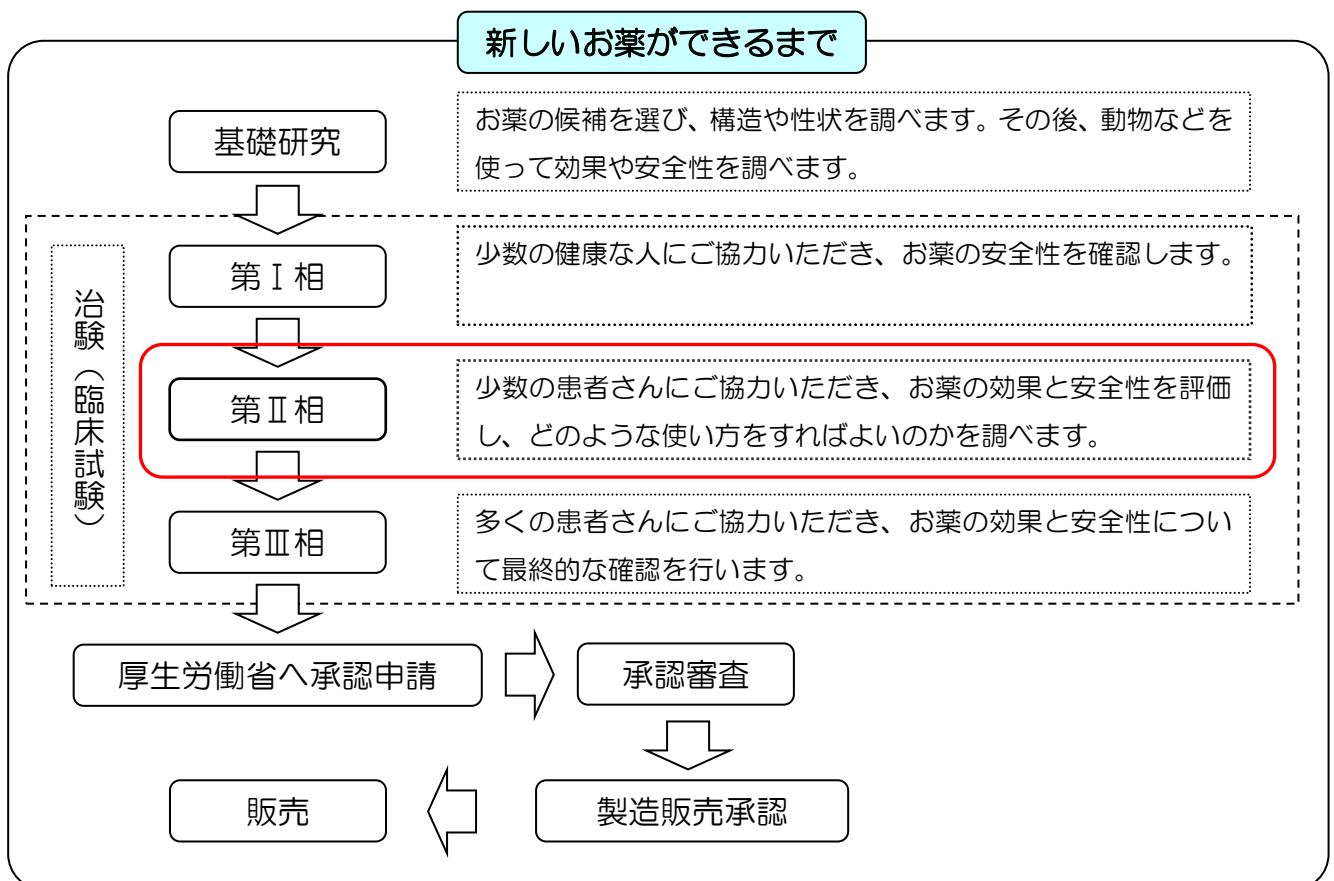 新しいお薬ができるまで
基礎研究
お薬の候補を選び、構造や性状を調べます。その後、動物などを
使って効果や安全性を調べます。
治験（臨床試験）
第Ⅰ相
少数の健康な人にご協力いただき、お薬の安全性を確認します。
第Ⅱ相
少数の患者さんにご協力いただき、お薬の効果と安全性を評価
し、どのような使い方をすればよいのかを調べます。
第Ⅲ相
多くの患者さんにご協力いただき、お薬の効果と安全性につい
て最終的な確認を行います。
厚生労働省へ承認申請
承認審査
製造販売承認
販売